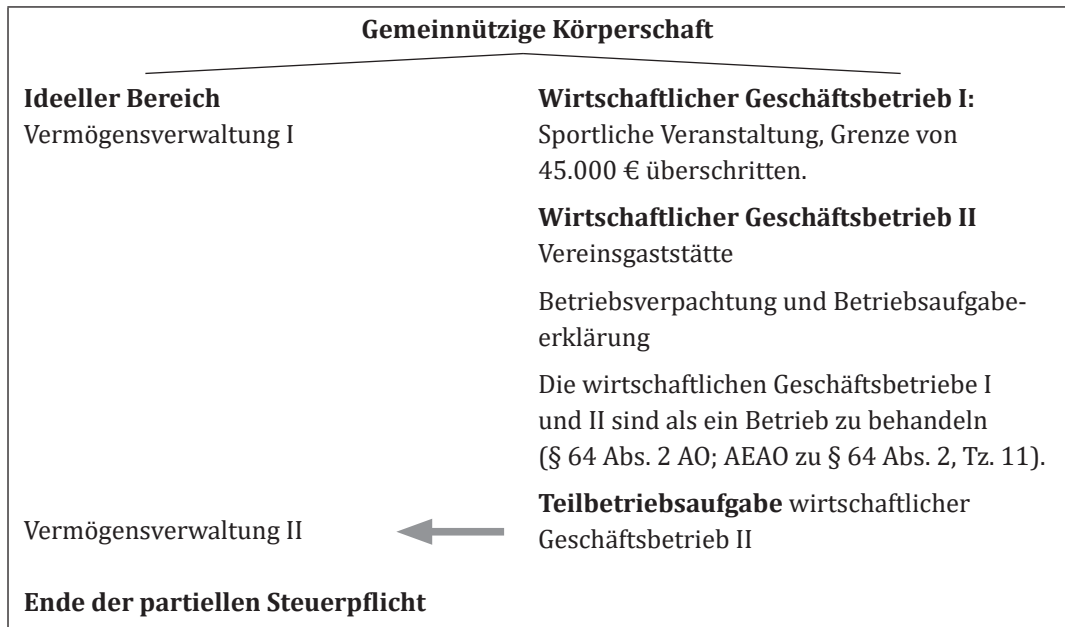 Gemeinnützige Körperschaft
Ideeller Bereich
Vermögensverwaltung I
Wirtschaftlicher Geschäftsbetrieb I:
Sportliche Veranstaltung, Grenze von
45.000 € überschritten.
Wirtschaftlicher Geschäftsbetrieb II
Vereinsgaststätte
Betriebsverpachtung und Betriebsaufgabe-
erklärung
Die wirtschaftlichen Geschäftsbetriebe I
und II sind als ein Betrieb zu behandeln
(§ 64 Abs. 2 AO; AEAO zu § 64 Abs. 2, Tz. 11).
Teilbetriebsaufgabe wirtschaftlicher
Geschäftsbetrieb II
Vermögensverwaltung II
Ende der partiellen Steuerpflicht